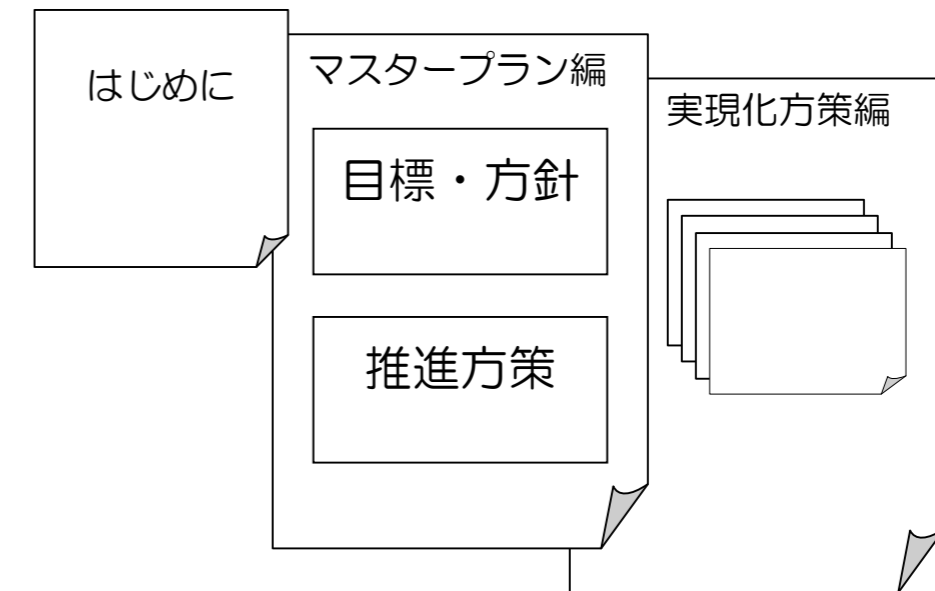 はじめに
マスタープラン編
目標・方針
推進方策
実現化方策編